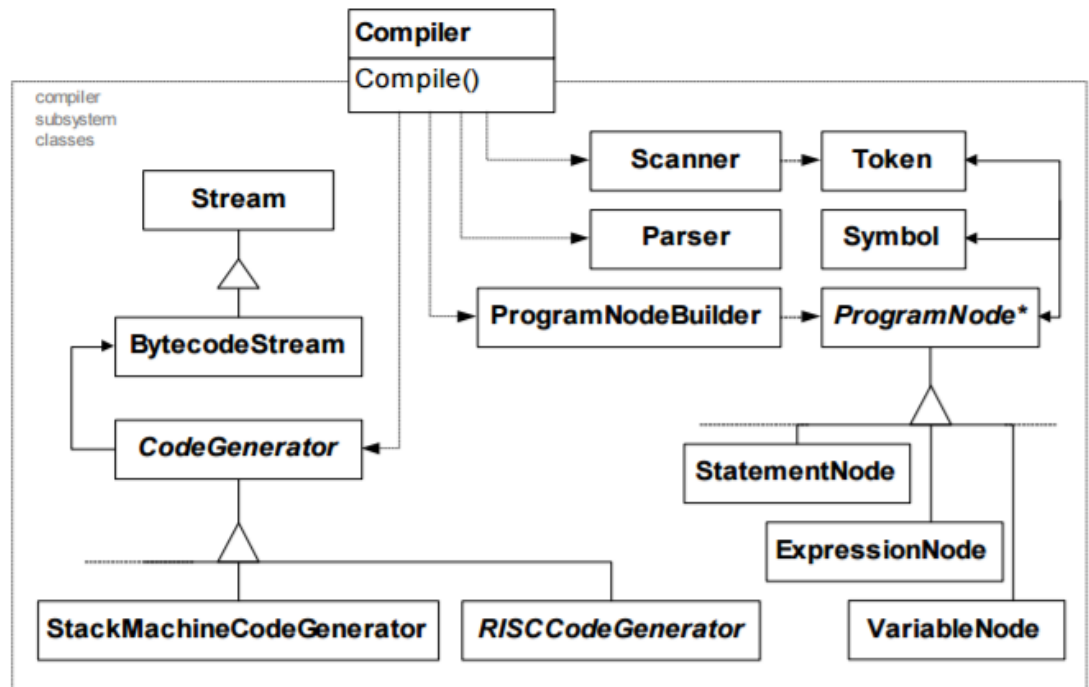 Compiler
Compile()
compiler
subsystem
classes
Scanner
Token
Stream
Parser
Symbol
ProgramNodeBuilder
ProgramNode*
BytecodeStream
CodeGenerator
StatementNode
ExpressionNode
StackMachineCodeGenerator
RISCCodeGenerator
VariableNode